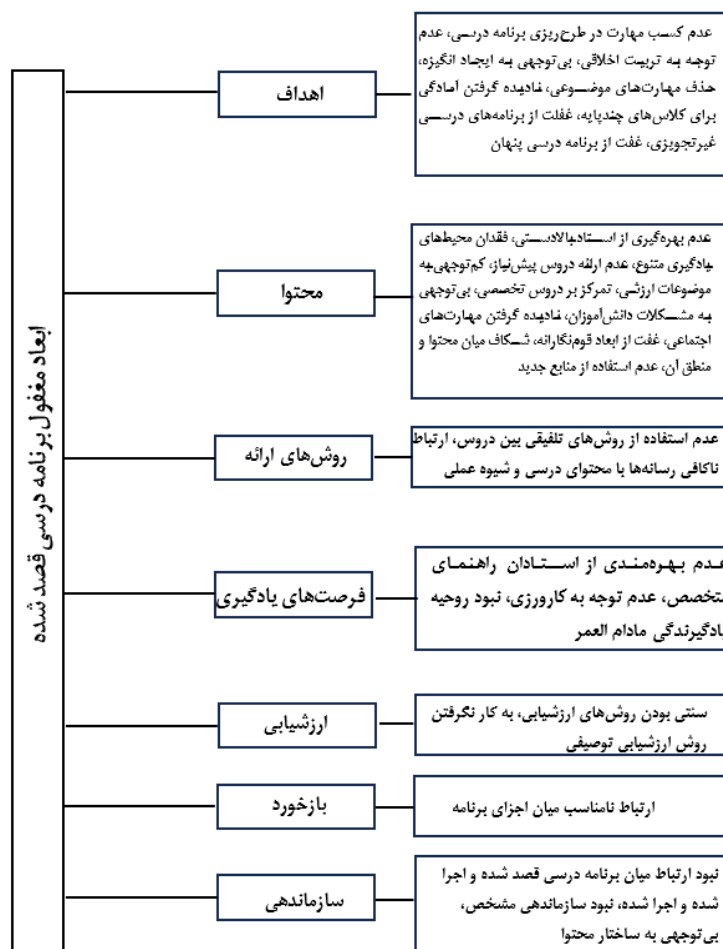 ابعاد مغفول برنامه درسی قصد شده
اهداف
عدم کسب مهارت در طرح‌ریزی برنامه درسی، عدم
توجه به تربیت اخلاقی، بی‌توجهی به ایجاد انگیزه،
حذف مهارت‌های موضوعی، نادیده گرفتن آمادگی
برای کلاس‌های چندپایه، غفلت از برنامه‌های درسی
غیرتجویزی، غفت از برنامه درسی پنهان
محتوا
عدم بهره‌گیری از اسنادبالادستی، فقدان محیط‌های
یادگیری متنوع، عدم ارائه دروس پیش‌نیاز، کم‌توجهی به
موضوعات ارزشی، تمرکز بر دروس تخصصی، بی‌توجهی
به مشکلات دانش‌آموزان، نادیده گرفتن مهارت‌های
اجتماعی، غفت از ابعاد قوم‌نگارانه، شکاف میان محتوا و
منطق آن، عدم استفاده از منابع جدید
روش‌های ارائه
عدم استفاده از روش‌های تلفیقی بین دروس، ارتباط
ناکافی رسانه‌ها با محتوای درسی و شیوه عملی
فرصت‌های یادگیری
عدم بهره‌مندی از استادان راهنمای
متخصص، عدم توجه به کارورزی، نبود روحیه
یادگیرندگی مادام العمر
ارزشیابی
سنتی بودن روش‌های ارزشیابی، به کار نگرفتن
روش ارزشیابی توصیفی
بازخورد
ارتباط نامناسب میان اجزای برنامه
سازماندهی
نبود ارتباط میان برنامه درسی قصد شده و اجرا
شده و اجرا شده، نبود سازماندهی مشخص،
بی‌توجهی به ساختار محتوا